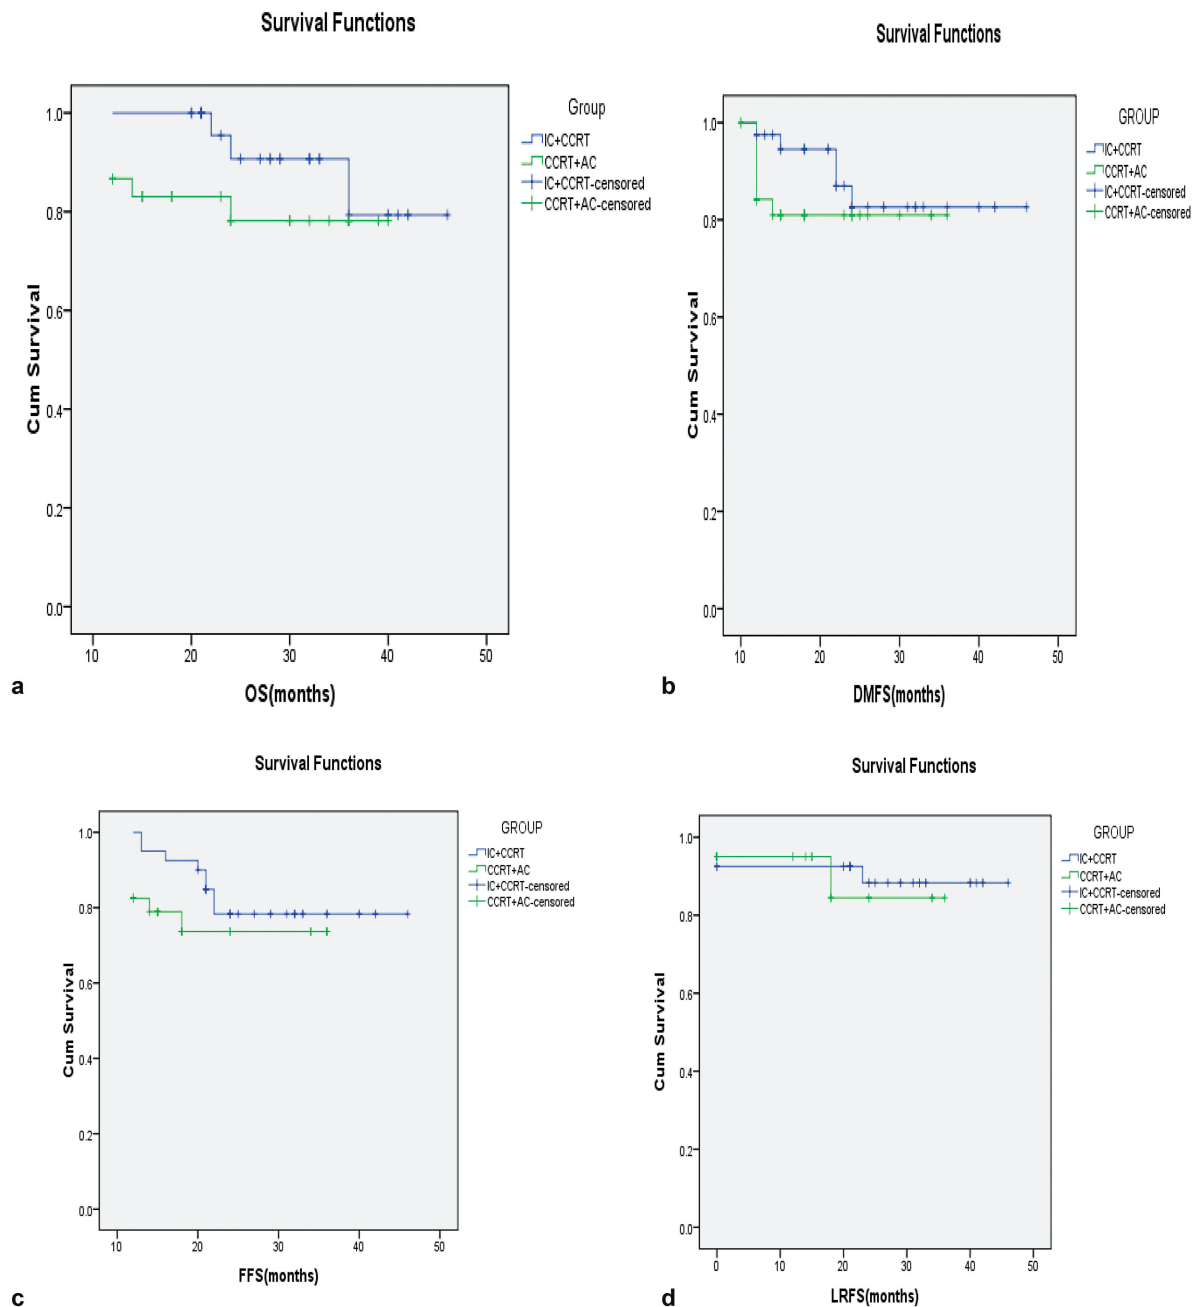 Survival Functions
1.0
0.8
0.6
0.4
0.2
0.0
Cum Survival
10 20 30 40 50
OS(months)
Group
IC+CCRT
CCRT+AC
IC+CCRT-censored
CCRT+AC-censored
a
Survival Functions
1.0
0.8
0.6
0.4
0.2
0.0
Cum Survival
10 20 30 40 50
DMFS(months)
GROUP
IC+CCRT
CCRT+AC
IC+CCRT-censored
CCRT+AC-censored
b
Survival Functions
1.0
0.8
0.6
0.4
0.2
0.0
Cum Survival
10 20 30 40 50
FFS(months)
GROUP
IC+CCRT
CCRT+AC
IC+CCRT-censored
CCRT+AC-censored
c
Survival Functions
1.0
0.8
0.6
0.4
0.2
0.0
Cum Survival
0 10 20 30 40 50
LRFS(months)
GROUP
IC+CCRT
CCRT+AC
IC+CCRT-censored
CCRT+AC-censored
d